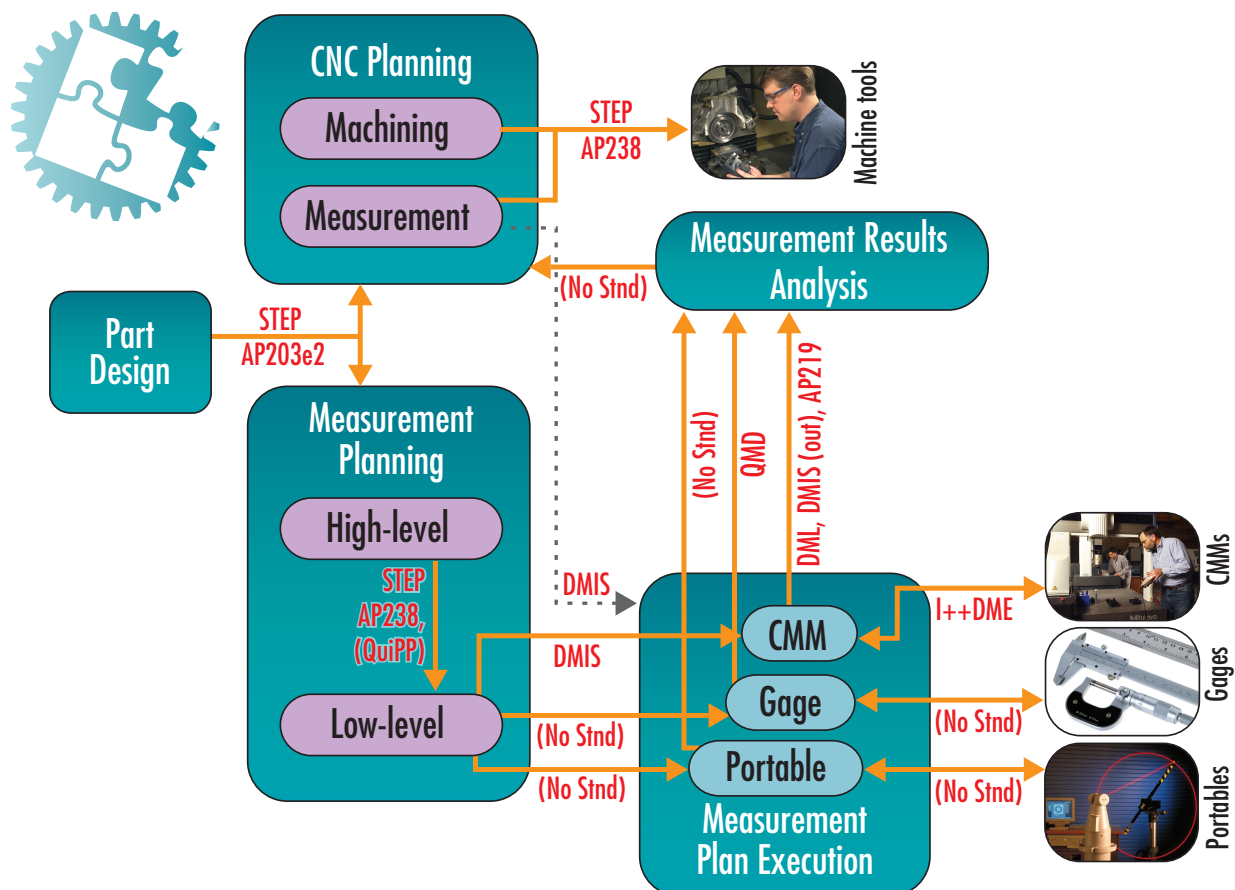 CNC Planning
Machining
Measurement
STEP
AP238
Machine tools
Measurement Results
Analysis
(No Stnd)
Part
Design
STEP
AP203e2
Measurement
Planning
High-level
STEP
AP238,
(QuiPP)
Low-level
DMIS
DMIS
(No Stnd)
(No Stnd)
(No Stnd)
QMD
DML, DMIS (out), AP219
CMM
Gage
Portable
Measurement
Plan Execution
I++DME
(No Stnd)
(No Stnd)
CMMs
Gages
Portables